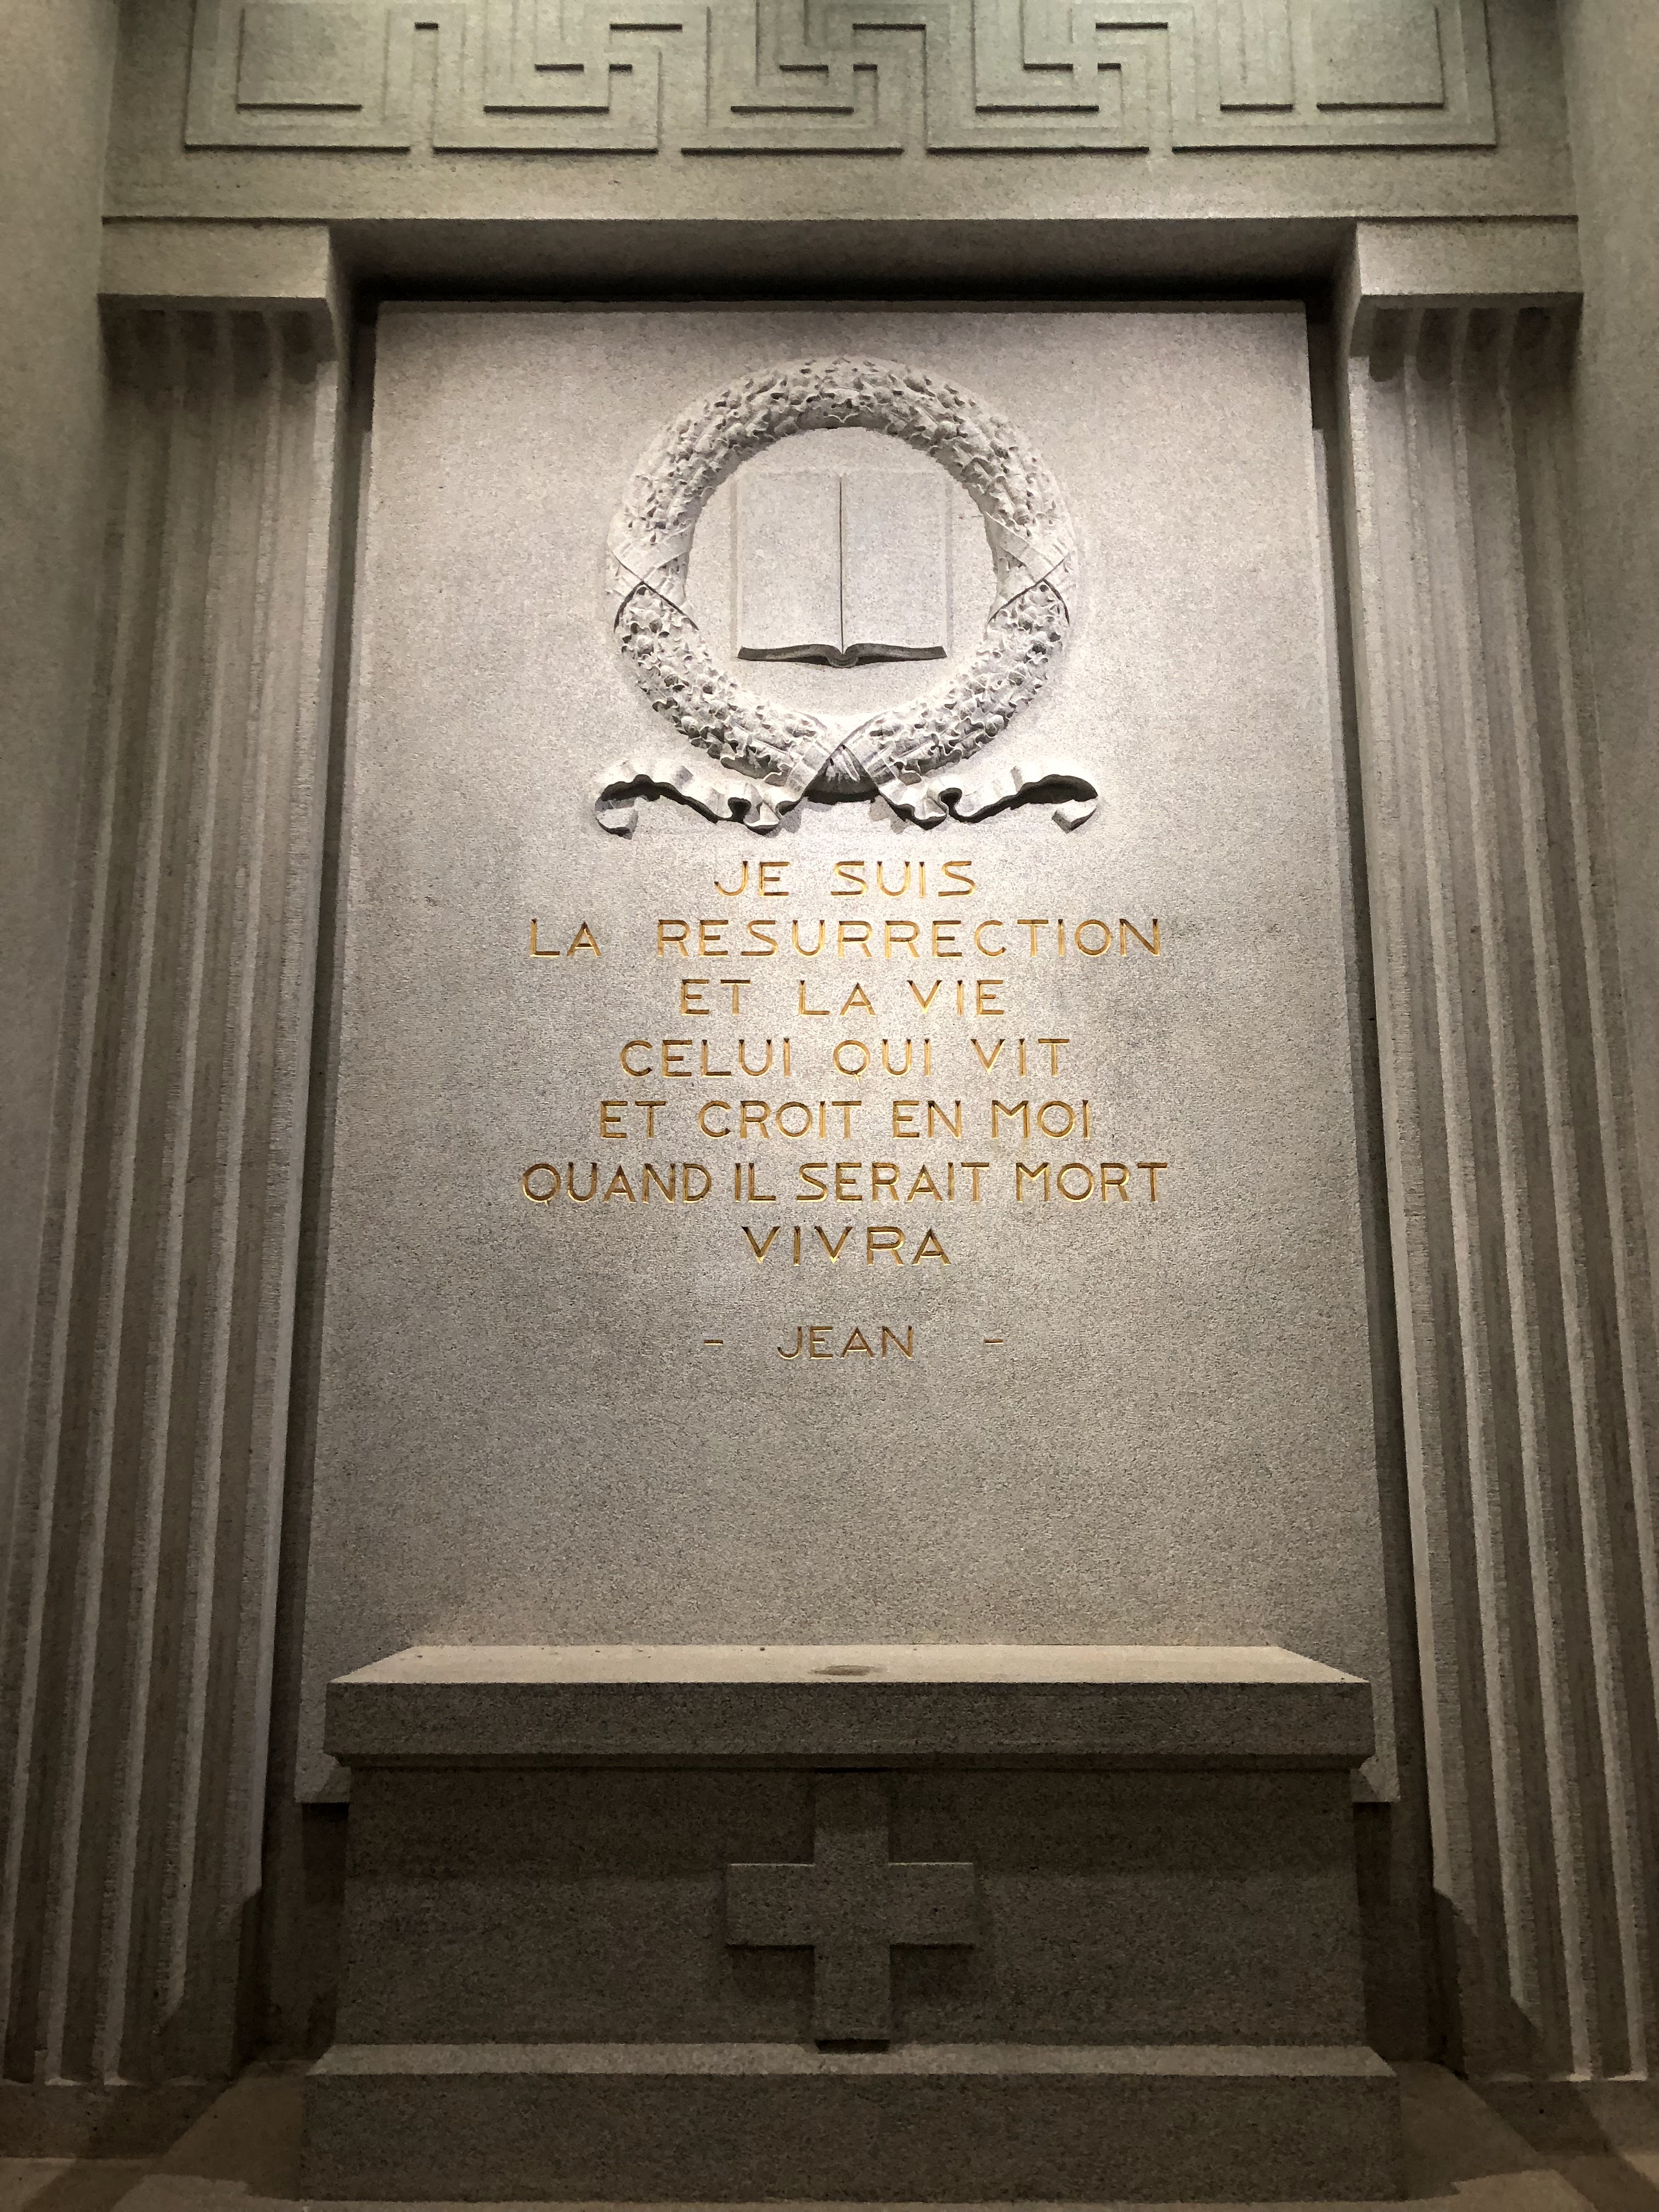 JE SUIS
LA RESURRECTION
ET LA VIE
CELUI QUI VIT
ET CROIT EN MOI
QUAND IL SERAIT MORT
VIVRA
- JEAN -